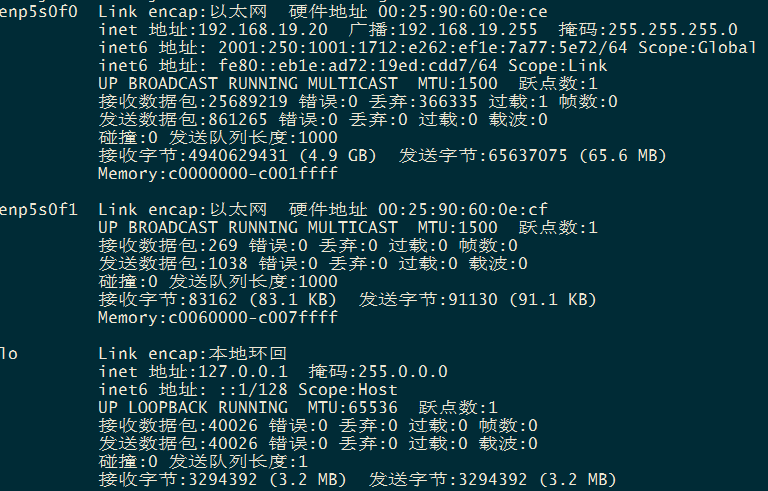 enp5s0f0  Link encap:以太网  硬件地址 00:25:90:60:0e:ce
inet 地址:192.168.19.20  广播:192.168.19.255  掩码:255.255.255.0
inet6 地址: 2001:250:1001:1712:e262:ef1e:7a77:5e72/64 Scope:Global
inet6 地址: fe80::eb1e:ad72:19ed:cdd7/64 Scope:Link
UP BROADCAST RUNNING MULTICAST  MTU:1500  跃点数:1
接收数据包:25689219 错误:0 丢弃:366335 过载:1 帧数:0
发送数据包:861265 错误:0 丢弃:0 过载:0 载波:0
碰撞:0 发送队列长度:1000
接收字节:4940629431 (4.9 GB)  发送字节:65637075 (65.6 MB)
Memory:c0000000-c001ffff
enp5s0f1  Link encap:以太网  硬件地址 00:25:90:60:0e:cf
UP BROADCAST RUNNING MULTICAST  MTU:1500  跃点数:1
接收数据包:269 错误:0 丢弃:0 过载:0 帧数:0
发送数据包:1038 错误:0 丢弃:0 过载:0 载波:0
碰撞:0 发送队列长度:1000
接收字节:83162 (83.1 KB)  发送字节:91130 (91.1 KB)
Memory:c0060000-c007ffff
lo  Link encap:本地环回
inet 地址:127.0.0.1  掩码:255.0.0.0
inet6 地址: ::1/128 Scope:Host
UP LOOPBACK RUNNING  MTU:65536  跃点数:1
接收数据包:40026 错误:0 丢弃:0 过载:0 帧数:0
发送数据包:40026 错误:0 丢弃:0 过载:0 载波:0
碰撞:0 发送队列长度:1
接收字节:3294392 (3.2 MB)  发送字节:3294392 (3.2 MB)